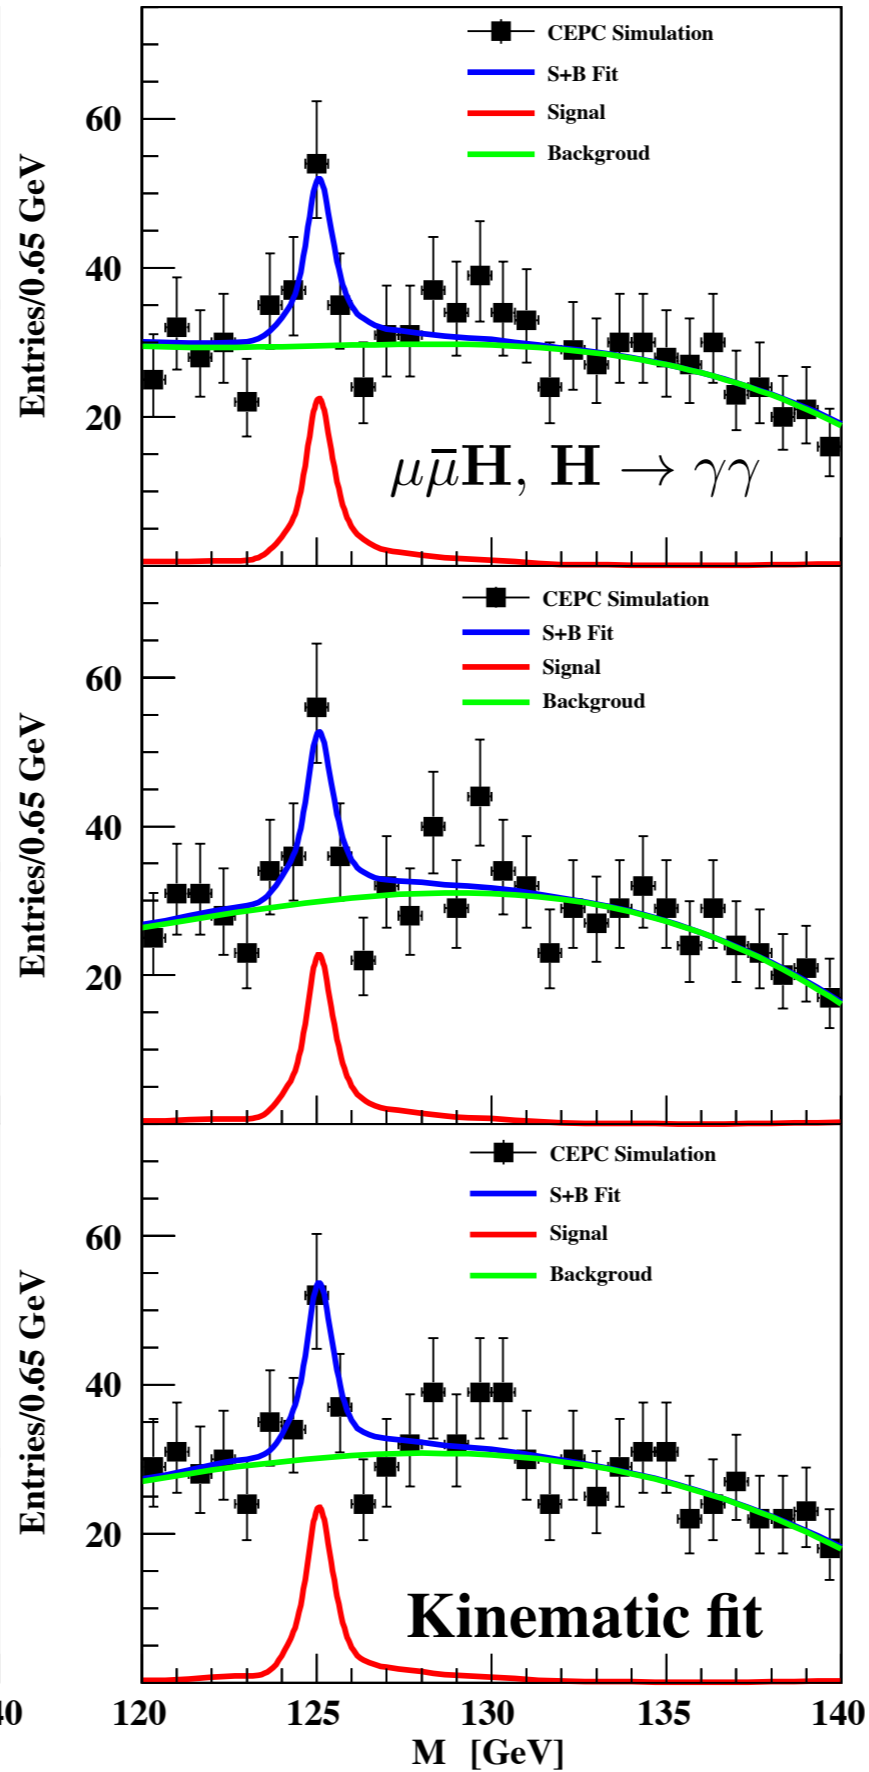 CEPC Simulation
S+B Fit
Signal
Backgroud
60
40
20
Entries/0.65 GeV
μμ̄H, H → γγ
CEPC Simulation
S+B Fit
Signal
Backgroud
60
40
20
Entries/0.65 GeV
CEPC Simulation
S+B Fit
Signal
Backgroud
60
40
20
Entries/0.65 GeV
Kinematic fit
40 120 125 130 135 140
M [GeV]